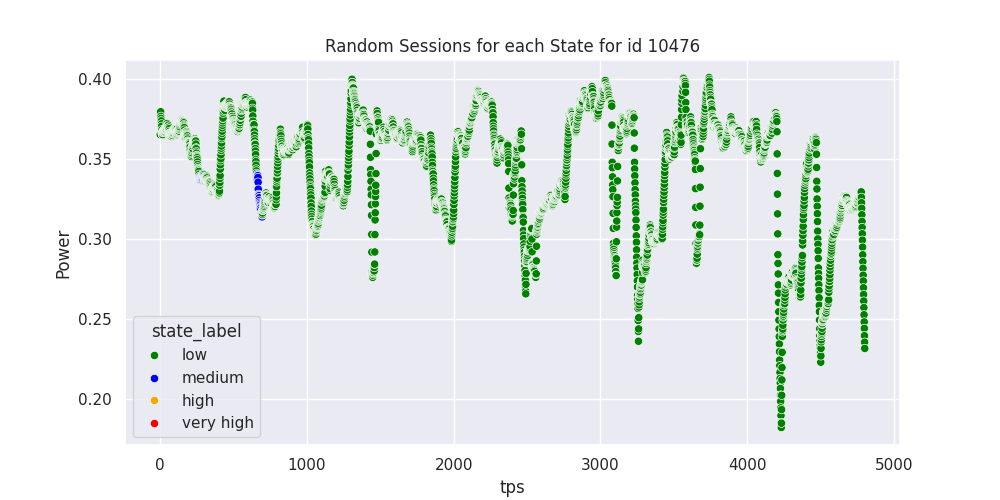 Random Sessions for each State for id 10476
Power
0.40
0.35
0.30
0.25
0.20
state_label
low
medium
high
very high
0 1000 2000 3000 4000 5000
tps